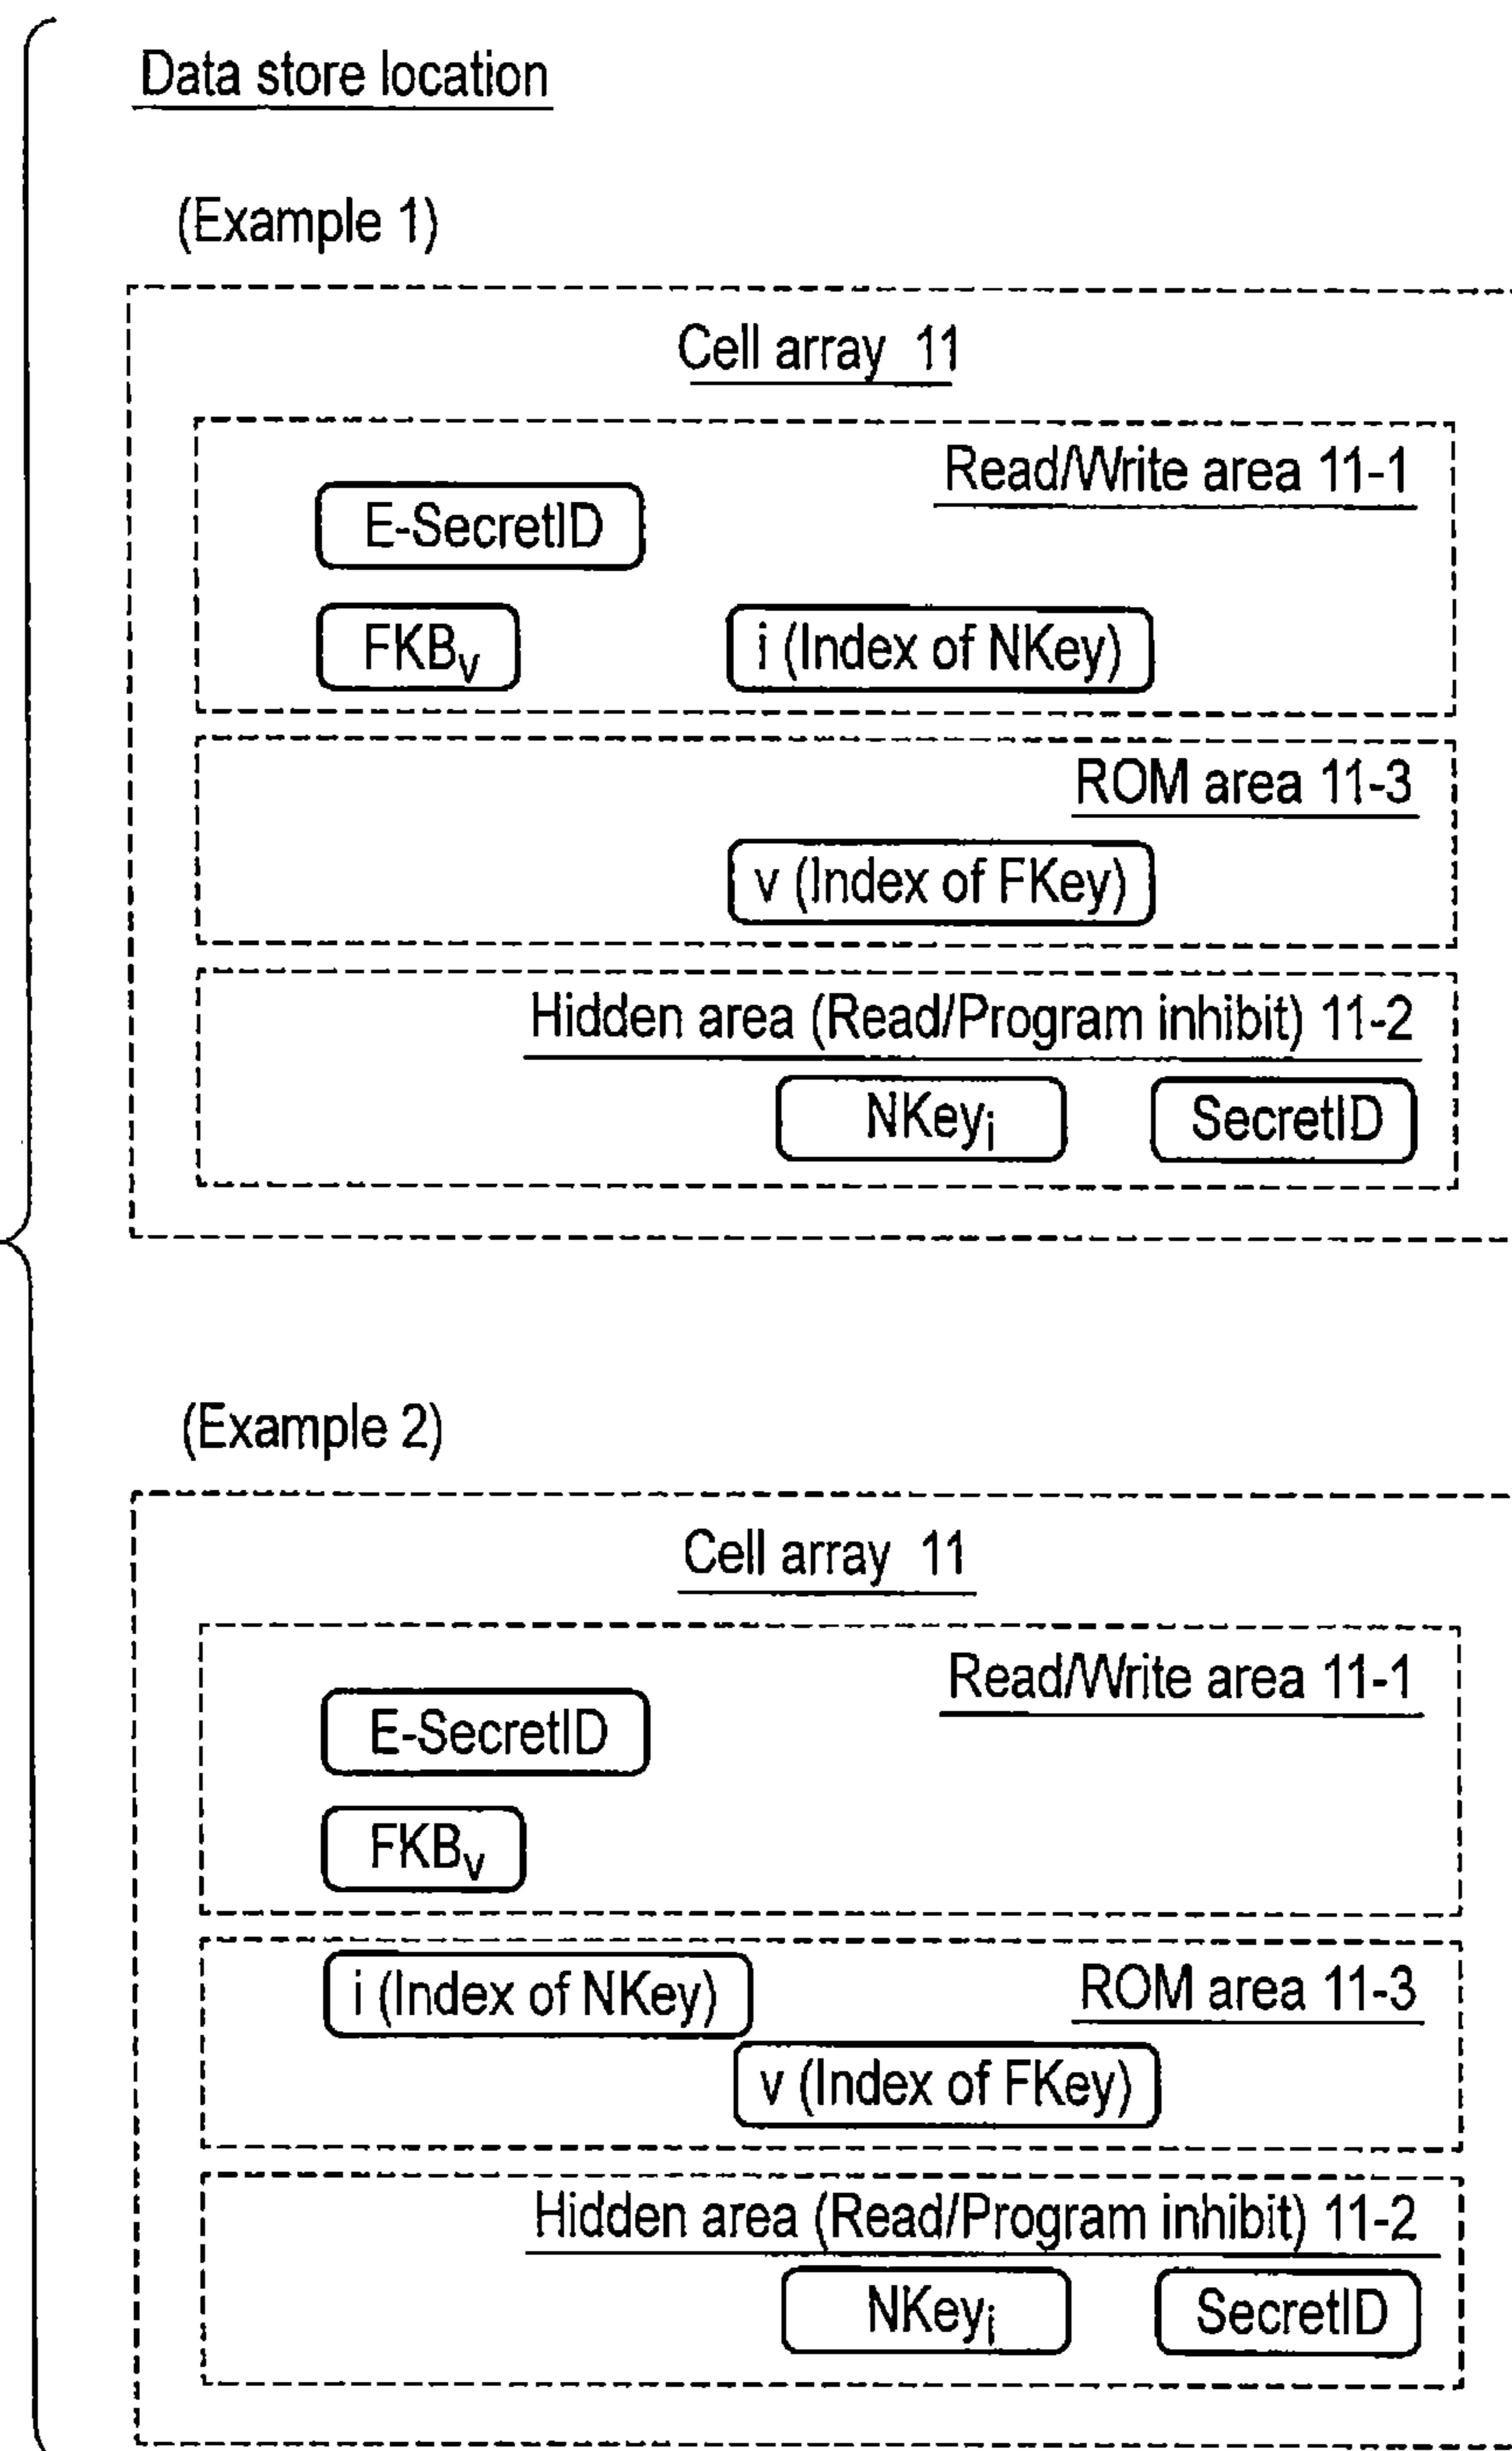 Data store location
(Example 1)
Cell array 11
Read/Write area 11-1
E-SecretID
FKBv i (Index of NKey)
ROM area 11-3
v (Index of FKey)
Hidden area (Read/Program inhibit) 11-2
NKeyi SecretID
(Example 2)
Cell array 11
Read/Write area 11-1
E-SecretID
FKBv
i (Index of NKey) ROM area 11-3
v (Index of FKey)
Hidden area (Read/Program inhibit) 11-2
NKeyi SecretID